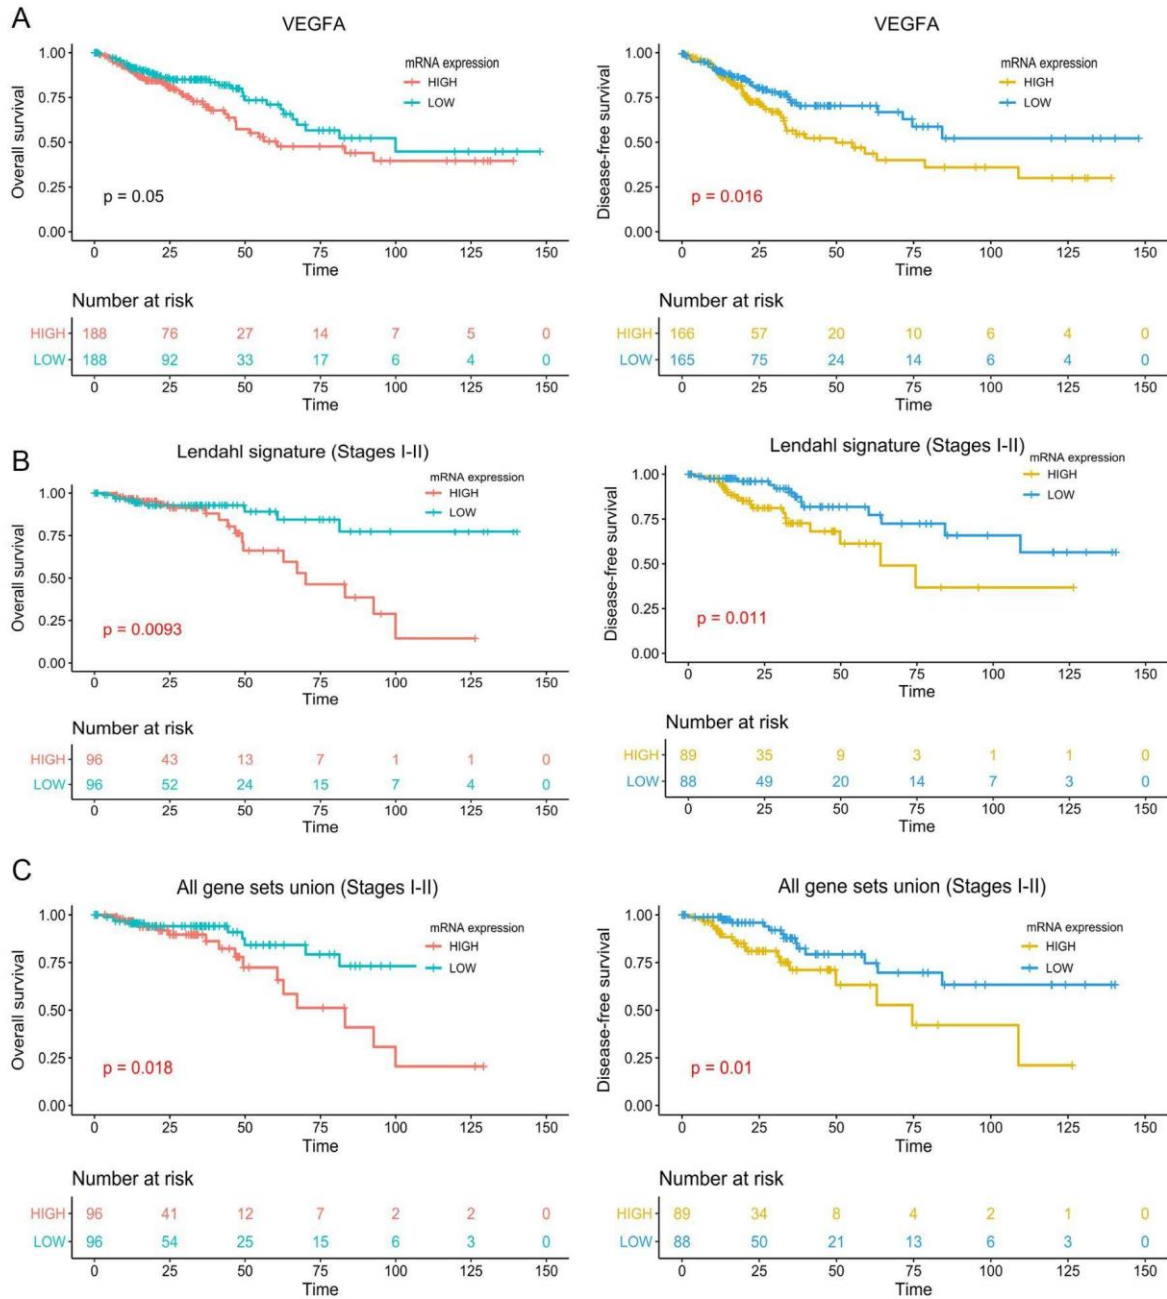 A
VEGFA
mRNA expression
HIGH
LOW
Overall survival
1.00
0.75
0.50
0.25
0.00
p = 0.05
0 25 50 75 100 125 150
Time
Number at risk
HIGH 188 76 27 14 7 5 0
LOW 188 92 33 17 6 4 0
0 25 50 75 100 125 150
Time
VEGFA
mRNA expression
HIGH
LOW
Disease-free survival
1.00
0.75
0.50
0.25
0.00
p = 0.016
0 25 50 75 100 125 150
Time
Number at risk
HIGH 166 57 20 10 6 4 0
LOW 165 75 24 14 6 4 0
0 25 50 75 100 125 150
Time
B
Lendahl signature (Stages I-II)
mRNA expression
HIGH
LOW
Overall survival
1.00
0.75
0.50
0.25
0.00
p = 0.0093
0 25 50 75 100 125 150
Time
Number at risk
HIGH 96 43 13 7 1 1 0
LOW 96 52 24 15 7 4 0
0 25 50 75 100 125 150
Time
Lendahl signature (Stages I-II)
mRNA expression
HIGH
LOW
Disease-free survival
1.00
0.75
0.50
0.25
0.00
p = 0.011
0 25 50 75 100 125 150
Time
Number at risk
HIGH 89 35 9 3 1 1 0
LOW 88 49 20 14 7 3 0
0 25 50 75 100 125 150
Time
C
All gene sets union (Stages I-II)
mRNA expression
HIGH
LOW
Overall survival
1.00
0.75
0.50
0.25
0.00
p = 0.018
0 25 50 75 100 125 150
Time
Number at risk
HIGH 96 41 12 7 2 2 0
LOW 96 54 25 15 6 3 0
0 25 50 75 100 125 150
Time
All gene sets union (Stages I-II)
mRNA expression
HIGH
LOW
Disease-free survival
1.00
0.75
0.50
0.25
0.00
p = 0.01
0 25 50 75 100 125 150
Time
Number at risk
HIGH 89 34 8 4 2 1 0
LOW 88 50 21 13 6 3 0
0 25 50 75 100 125 150
Time